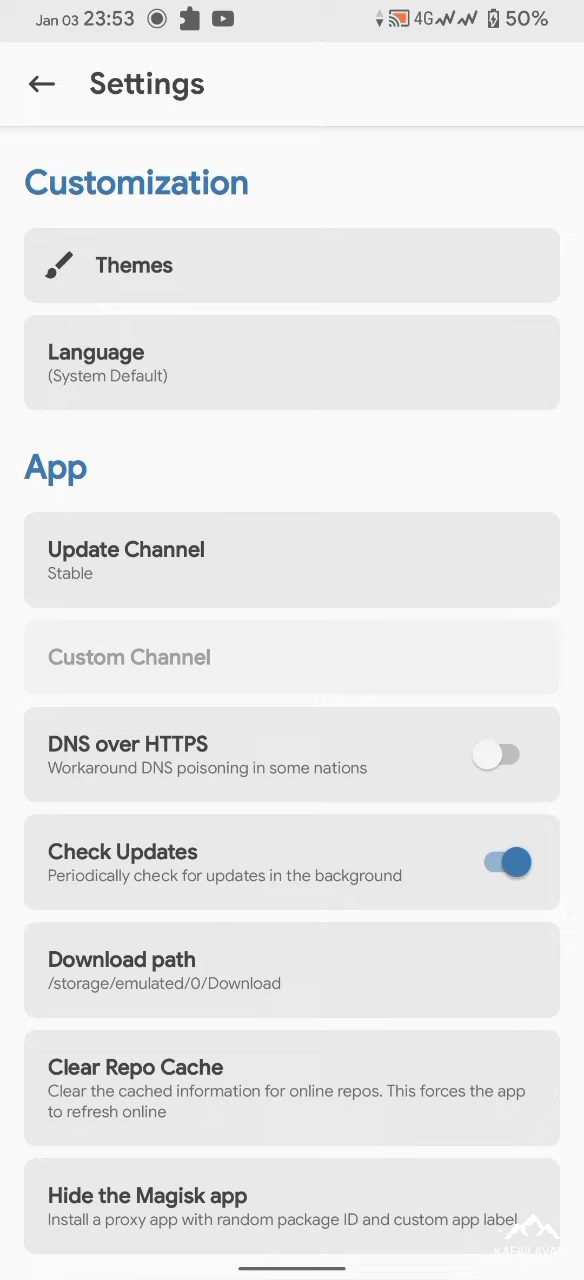 Jan 03 23:53 4G 50%
Settings
Customization
Themes
Language
(System Default)
App
Update Channel
Stable
Custom Channel
DNS over HTTPS
Workaround DNS poisoning in some nations
Check Updates
Periodically check for updates in the background
Download path
/storage/emulated/0/Download
Clear Repo Cache
Clear the cached information for online repos. This forces the app
to refresh online
Hide the Magisk app
Install a proxy app with random package ID and custom app label